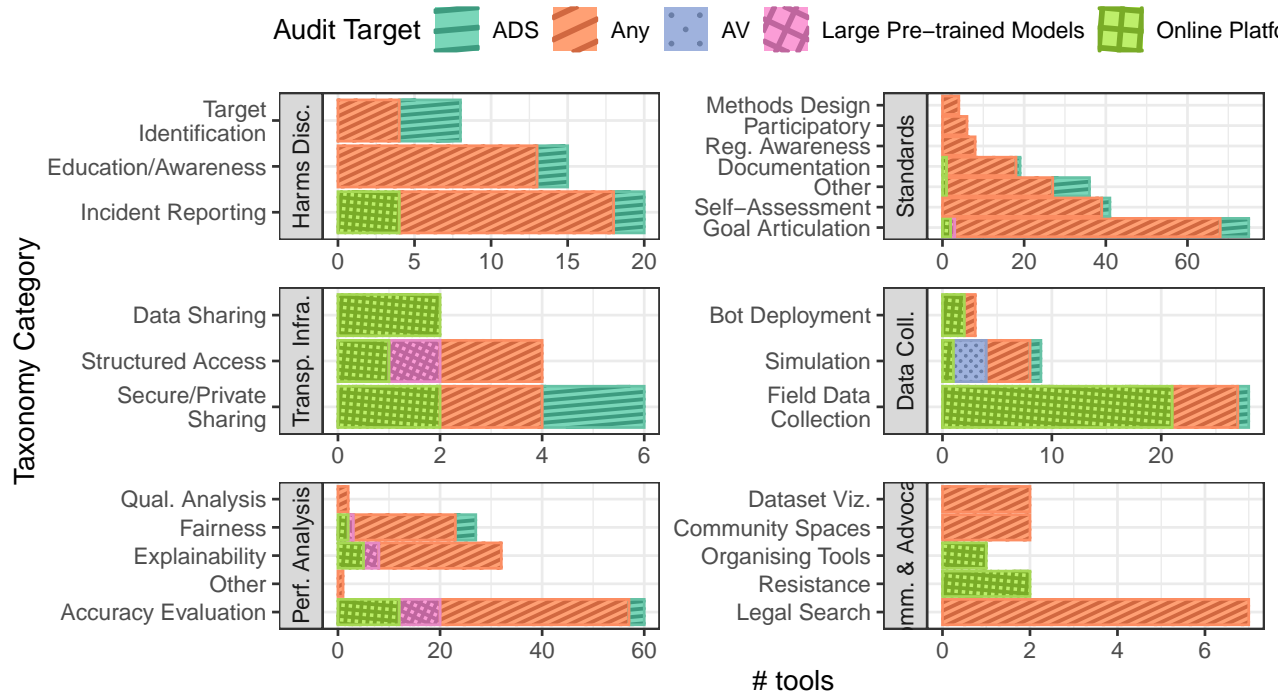 Audit Target ADS Any AV Large Pre−trained Models Online Platfo
Taxonomy Category
Harms Disc.
Target
Identification
Education/Awareness
Incident Reporting
0 5 10 15 20
Standards
Methods Design
Participatory
Reg. Awareness
Documentation
Other
Self−Assessment
Goal Articulation
0 20 40 60
Transp. Infra.
Data Sharing
Structured Access
Secure/Private
Sharing
0 2 4 6
Data Coll.
Bot Deployment
Simulation
Field Data
Collection
0 10 20
Perf. Analysis
Qual. Analysis
Fairness
Explainability
Other
Accuracy Evaluation
0 20 40 60
omm. & Advoca
Dataset Viz.
Community Spaces
Organising Tools
Resistance
Legal Search
0 2 4 6
# tools